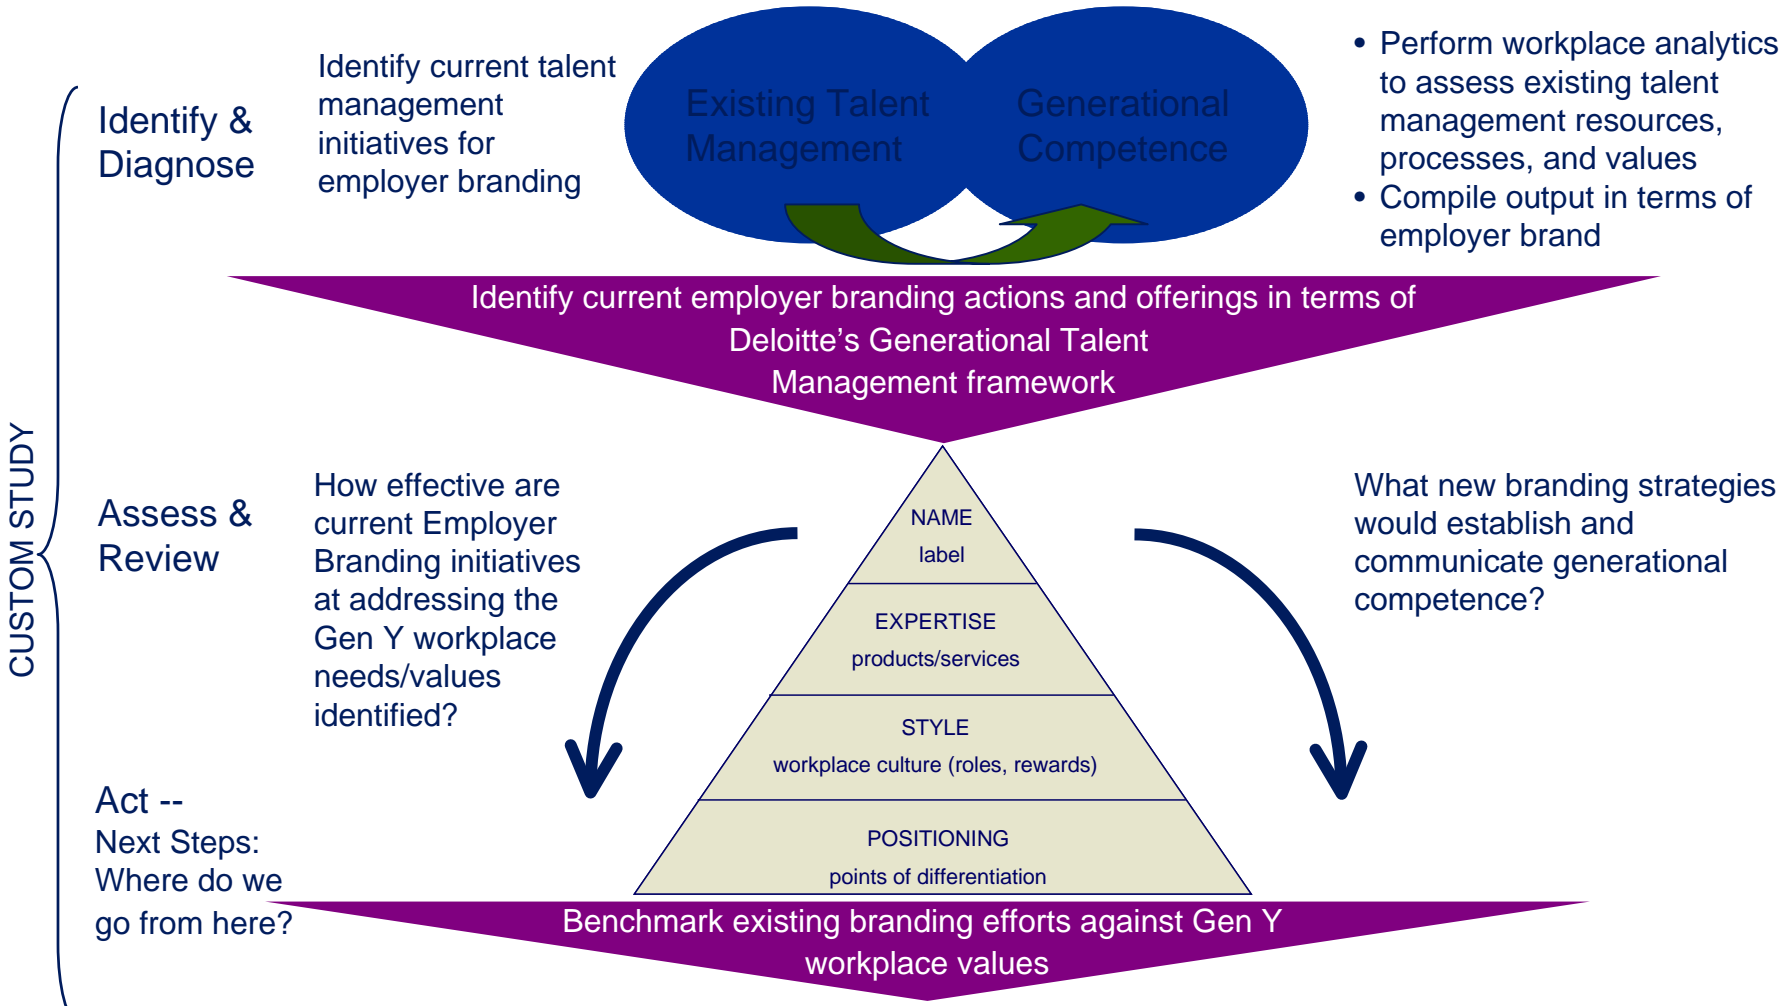 CUSTOM STUDY
Identify &
Diagnose
Identify current talent
management
initiatives for
employer branding
Existing Talent
Management
Generational
Competence
• Perform workplace analytics
to assess existing talent
management resources,
processes, and values
• Compile output in terms of
employer brand
Identify current employer branding actions and offerings in terms of
Deloitte’s Generational Talent
Management framework
Assess &
Review
How effective are
current Employer
Branding initiatives
at addressing the
Gen Y workplace
needs/values
identified?
NAME
label
EXPERTISE
products/services
STYLE
workplace culture (roles, rewards)
POSITIONING
points of differentiation
What new branding strategies
would establish and
communicate generational
competence?
Act --
Next Steps:
Where do we
go from here?
Benchmark existing branding efforts against Gen Y
workplace values